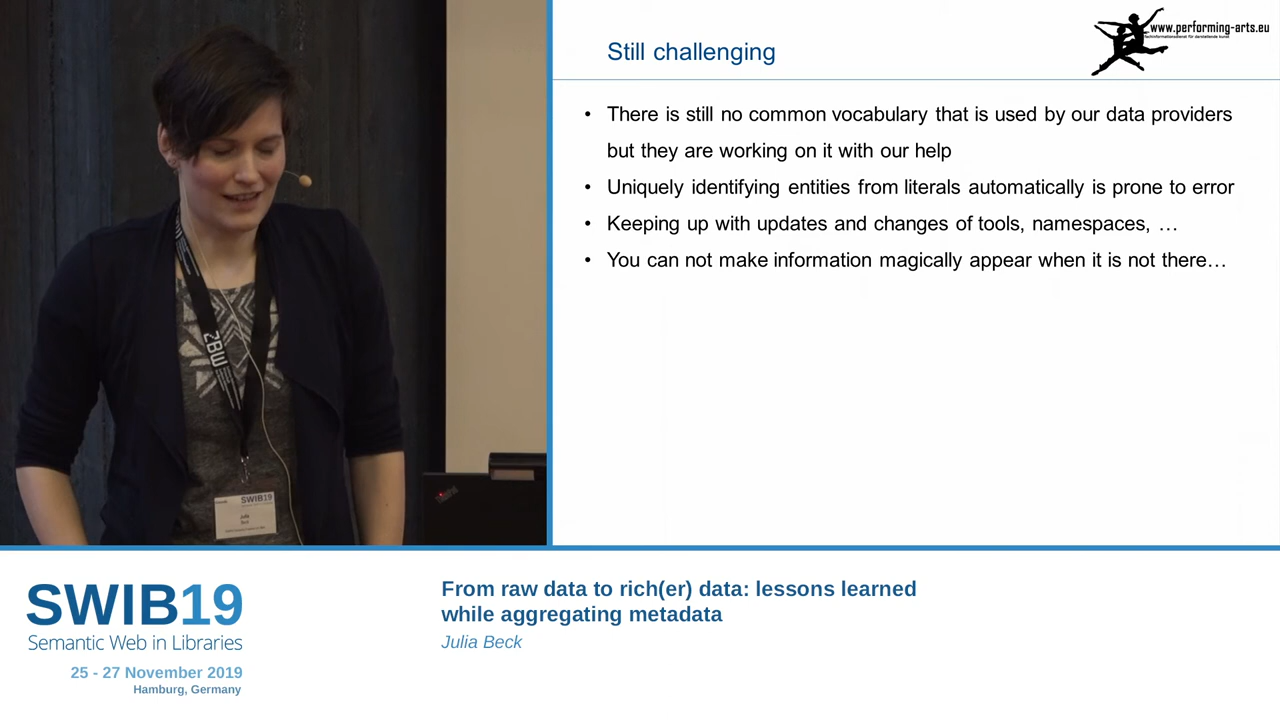 www.performing-arts.eu
Still challenging
• There is still no common vocabulary that is used by our data providers
but they are working on it with our help
• Uniquely identifying entities from literals automatically is prone to error
• Keeping up with updates and changes of tools, namespaces, …
• You can not make information magically appear when it is not there…
ZBW
SWIB19
Julia
Beck
SWIB19
Semantic Web in Libraries
25 - 27 November 2019
Hamburg, Germany
From raw data to rich(er) data: lessons learned
while aggregating metadata
Julia Beck